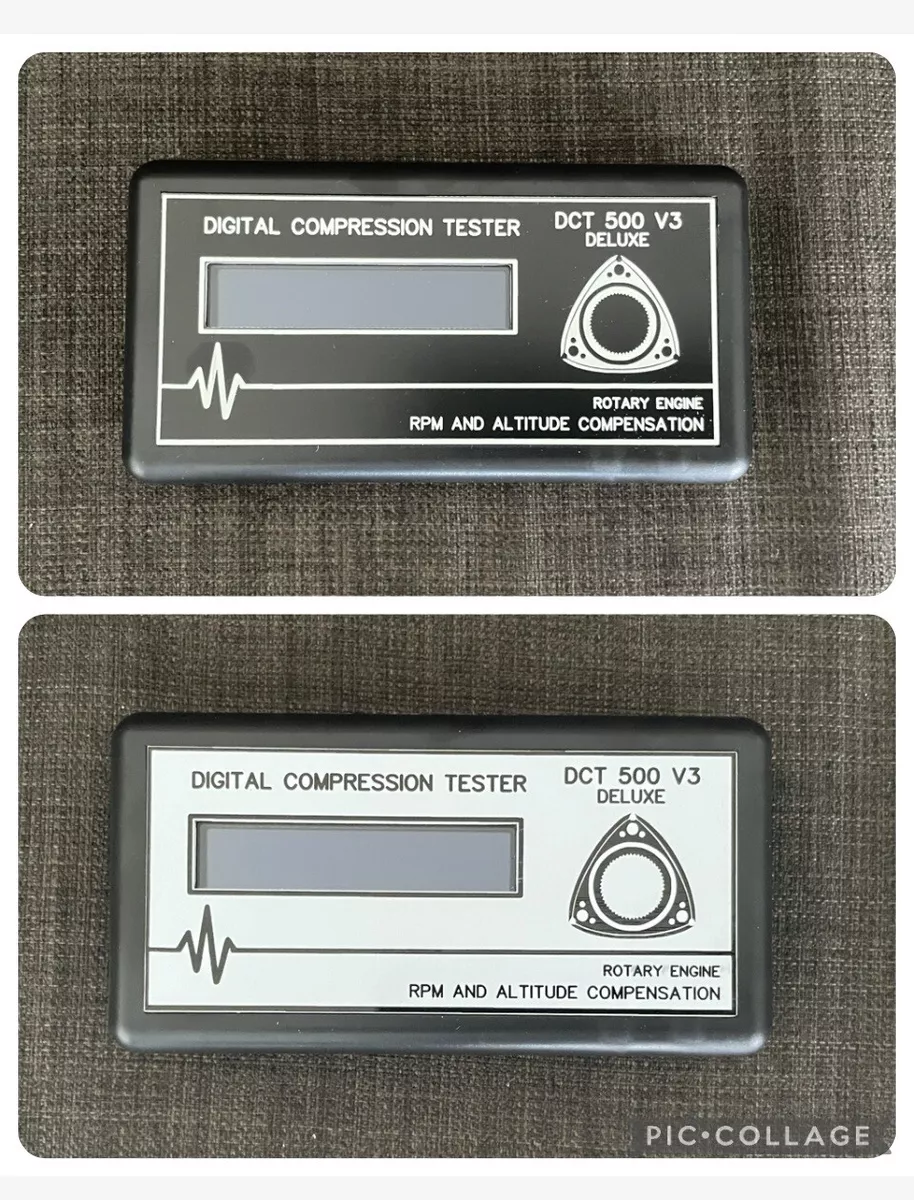 DIGITAL COMPRESSION TESTER
DCT 500 V3
DELUXE
ROTARY ENGINE
RPM AND ALTITUDE COMPENSATION
DIGITAL COMPRESSION TESTER
DCT 500 V3
DELUXE
ROTARY ENGINE
RPM AND ALTITUDE COMPENSATION
PIC•COLLAGE